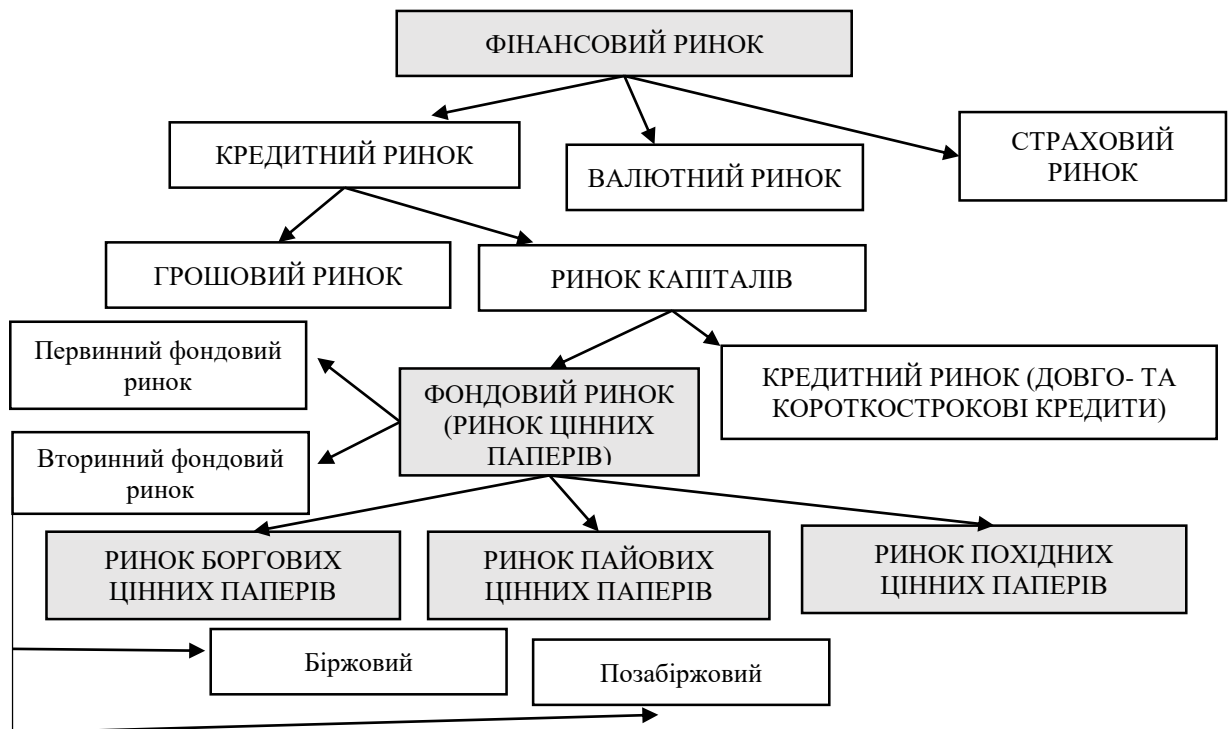 ФІНАНСОВИЙ РИНОК
КРЕДИТНИЙ РИНОК
ВАЛЮТНИЙ РИНОК
СТРАХОВИЙ
РИНОК
ГРОШОВИЙ РИНОК
РИНОК КАПІТАЛІВ
Первинний фондовий
ринок
ФОНДОВИЙ РИНОК
(РИНОК ЦІННИХ
ПАПЕРІВ)
КРЕДИТНИЙ РИНОК (ДОВГО- ТА
КОРОТКОСТРОКОВІ КРЕДИТИ)
Вторинний фондовий
ринок
РИНОК БОРГОВИХ
ЦІННИХ ПАПЕРІВ
РИНОК ПАЙОВИХ
ЦІННИХ ПАПЕРІВ
РИНОК ПОХІДНИХ
ЦІННИХ ПАПЕРІВ
Біржовий
Позабіржовий